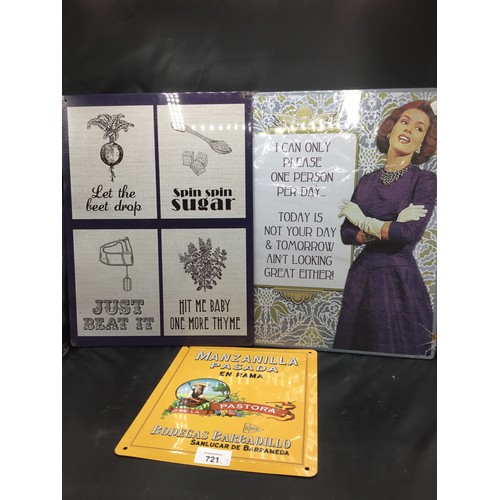 Let the
beet drop
Spin spin
sugar
JUST
BEAT IT
HIT ME BABY
ONE MORE THYME
I CAN ONLY
PLEASE
ONE PERSON
PER DAY...
TODAY IS
NOT YOUR DAY
& TOMORROW
AIN'T LOOKING
GREAT EITHER!
MANZANILLA
PASADA
EN RAMA
PASTORA
BODEGAS BARBADILLO
SANLUCAR DE BARRAMEDA
721